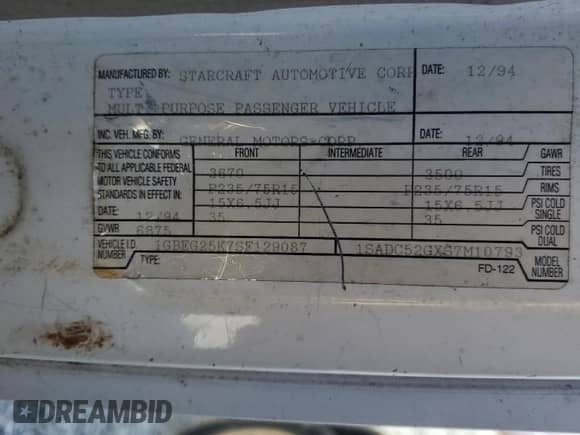 MANUFACTURED BY: STARCRAFT AUTOMOTIVE CORP DATE: 12/94
TYPE:
MULTI PURPOSE PASSENGER VEHICLE
INC. VEH. MFG. BY: GENERAL MOTORS CORP DATE: 12/94
THIS VEHICLE CONFORMS TO ALL APPLICABLE FEDERAL MOTOR VEHICLE SAFETY STANDARDS IN EFFECT IN:
FRONT INTERMEDIATE REAR GAWR
3670 3500 TIRES
P235/75R15 P235/75R15 RIMS
15X6.5JJ 15X6.5JJ PSI COLD SINGLE
DATE: 12/94 35 35
GVWR 6875 PSI COLD DUAL
VEHICLE I.D. NUMBER 1GBEG25K7SF129087 1SADC52GXS7M10793 MODEL NUMBER
TYPE: FD-122
DREAMBID